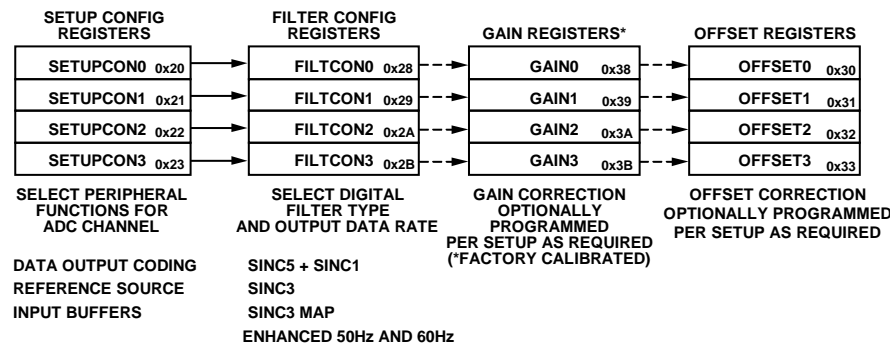 SETUP CONFIG
REGISTERS
SETUPCON0 0x20
SETUPCON1 0x21
SETUPCON2 0x22
SETUPCON3 0x23
SELECT PERIPHERAL
FUNCTIONS FOR
ADC CHANNEL
DATA OUTPUT CODING
REFERENCE SOURCE
INPUT BUFFERS
FILTER CONFIG
REGISTERS
FILTCON0 0x28
FILTCON1 0x29
FILTCON2 0x2A
FILTCON3 0x2B
SELECT DIGITAL
FILTER TYPE
AND OUTPUT DATA RATE
SINC5 + SINC1
SINC3
SINC3 MAP
ENHANCED 50Hz AND 60Hz
GAIN REGISTERS*
GAIN0 0x38
GAIN1 0x39
GAIN2 0x3A
GAIN3 0x3B
GAIN CORRECTION
OPTIONALLY
PROGRAMMED
PER SETUP AS REQUIRED
(*FACTORY CALIBRATED)
OFFSET REGISTERS
OFFSET0 0x30
OFFSET1 0x31
OFFSET2 0x32
OFFSET3 0x33
OFFSET CORRECTION
OPTIONALLY PROGRAMMED
PER SETUP AS REQUIRED